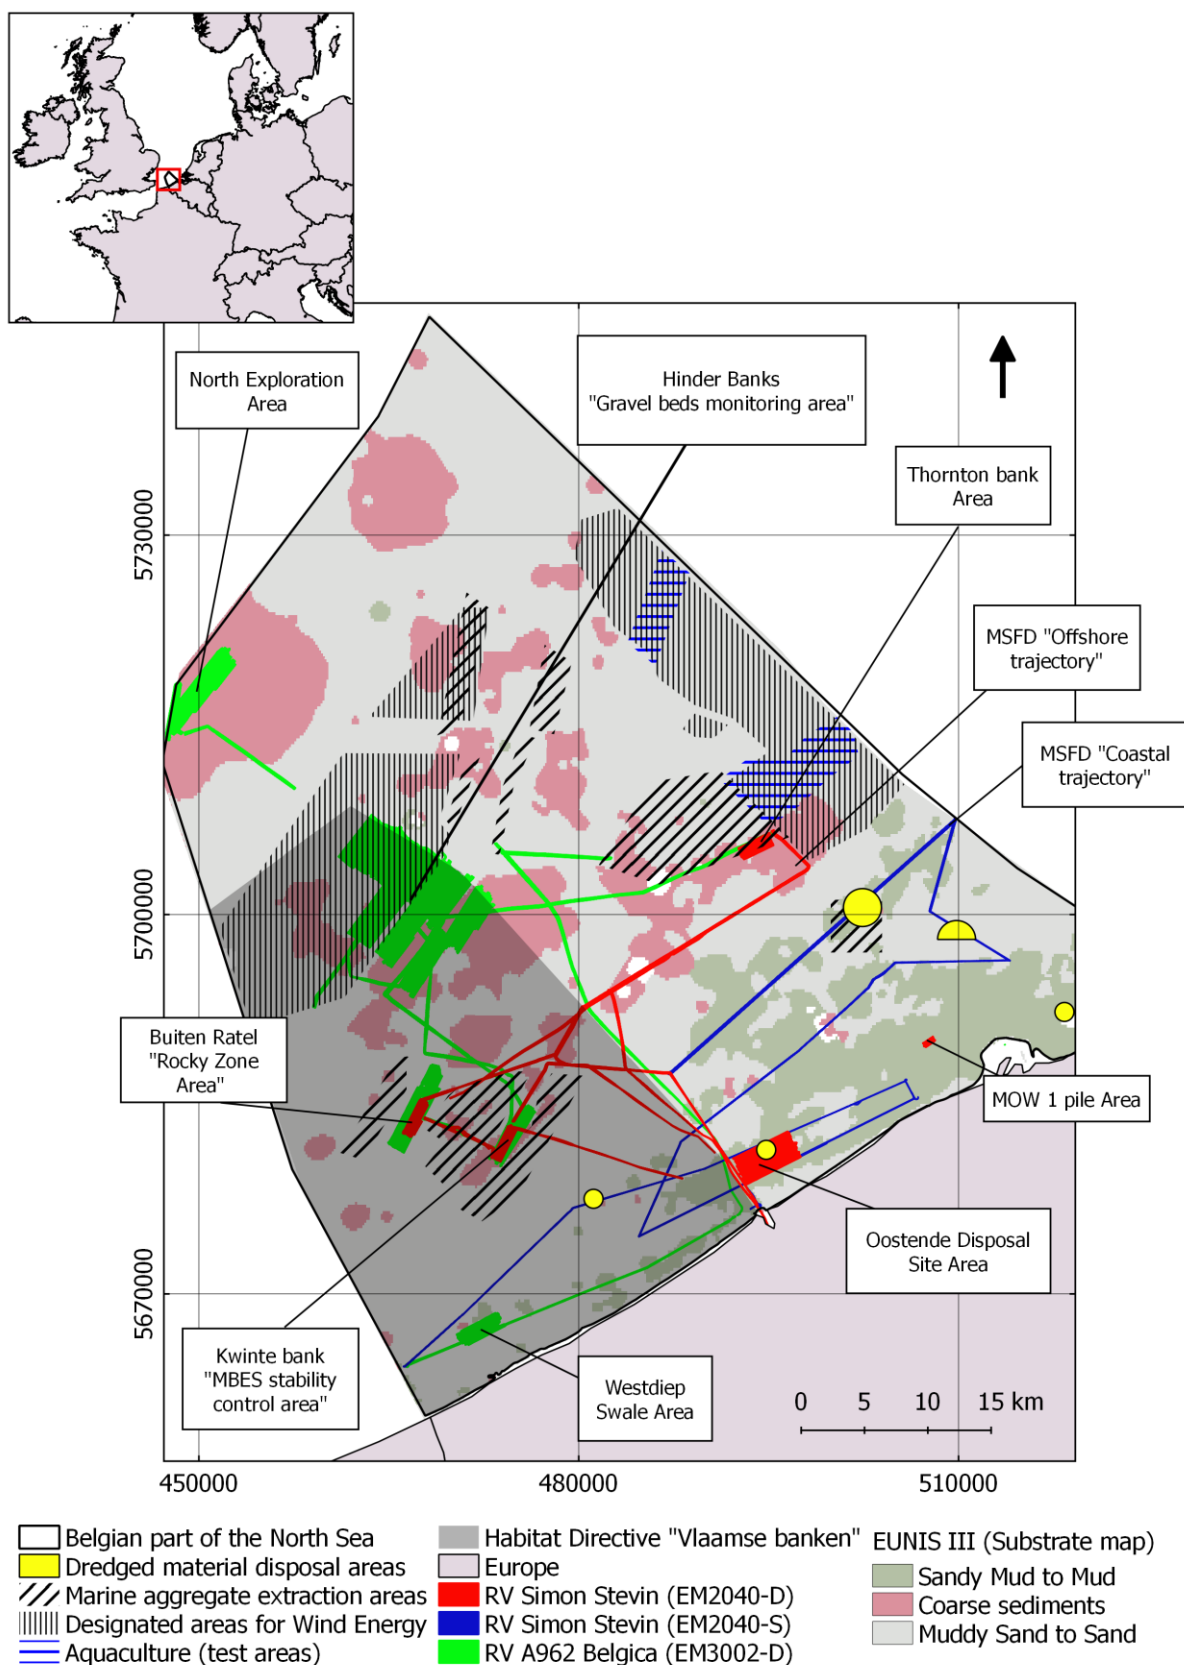 North Exploration
Area
Hinder Banks
"Gravel beds monitoring area"
Thornton bank
Area
MSFD "Offshore
trajectory"
MSFD "Coastal
trajectory"
Buiten Ratel
"Rocky Zone
Area"
MOW 1 pile Area
Oostende Disposal
Site Area
Kwinte bank
"MBES stability
control area"
Westdiep
Swale Area
5730000
5700000
5670000
0 5 10 15 km
450000 480000 510000
Belgian part of the North Sea
Dredged material disposal areas
Marine aggregate extraction areas
Designated areas for Wind Energy
Aquaculture (test areas)
Habitat Directive "Vlaamse banken"
Europe
RV Simon Stevin (EM2040-D)
RV Simon Stevin (EM2040-S)
RV A962 Belgica (EM3002-D)
EUNIS III (Substrate map)
Sandy Mud to Mud
Coarse sediments
Muddy Sand to Sand